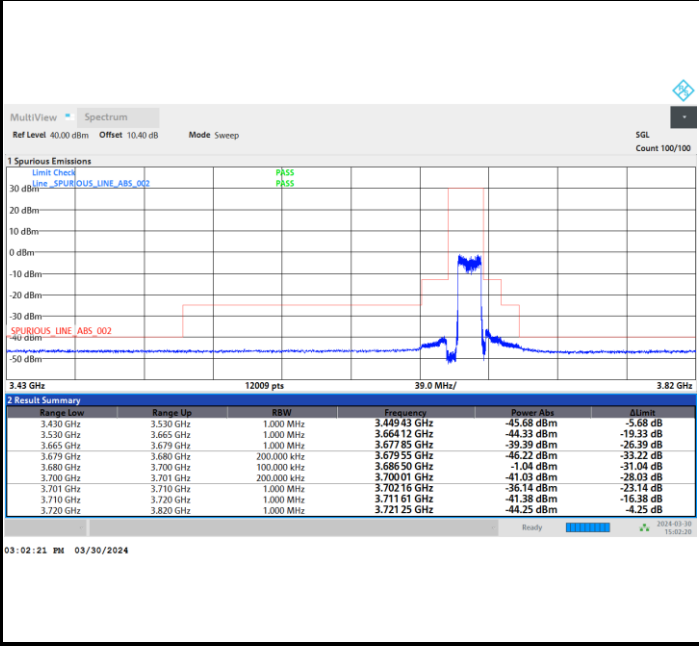 MultiView Spectrum
Ref Level 40.00 dBm Offset 10.40 dB Mode Sweep SGL
Count 100/100
1 Spurious Emissions
Limit Check PASS
Line _SPURIOUS_LINE_ABS_002 PASS
30 dBm
20 dBm
10 dBm
0 dBm
-10 dBm
-20 dBm
-30 dBm
SPURIOUS_LINE_ABS_002
-40 dBm
-50 dBm
3.43 GHz 12009 pts 39.0 MHz/ 3.82 GHz
2 Result Summary
Range Low Range Up RBW Frequency Power Abs ΔLimit
3.430 GHz 3.530 GHz 1.000 MHz 3.449 43 GHz -45.68 dBm -5.68 dB
3.530 GHz 3.665 GHz 1.000 MHz 3.664 12 GHz -44.33 dBm -19.33 dB
3.665 GHz 3.679 GHz 1.000 MHz 3.677 85 GHz -39.39 dBm -26.39 dB
3.679 GHz 3.680 GHz 200.000 kHz 3.679 55 GHz -46.22 dBm -33.22 dB
3.680 GHz 3.700 GHz 100.000 kHz 3.686 50 GHz -1.04 dBm -31.04 dB
3.700 GHz 3.701 GHz 200.000 kHz 3.700 01 GHz -41.03 dBm -28.03 dB
3.701 GHz 3.710 GHz 1.000 MHz 3.702 16 GHz -36.14 dBm -23.14 dB
3.710 GHz 3.720 GHz 1.000 MHz 3.711 61 GHz -41.38 dBm -16.38 dB
3.720 GHz 3.820 GHz 1.000 MHz 3.721 25 GHz -44.25 dBm -4.25 dB
Ready 2024-03-30
15:02:20
03:02:21 PM 03/30/2024